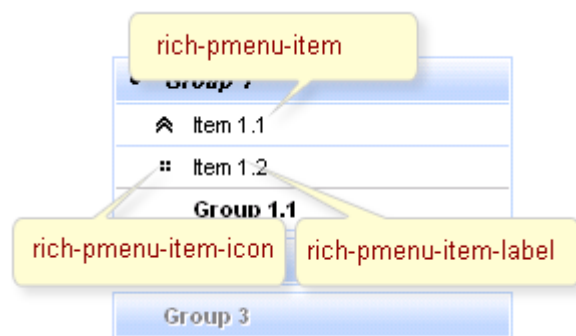 rich-pmenu-item
Group 1
Item 1.1
Item 1.2
Group 1.1
rich-pmenu-item-icon
rich-pmenu-item-label
Group 3